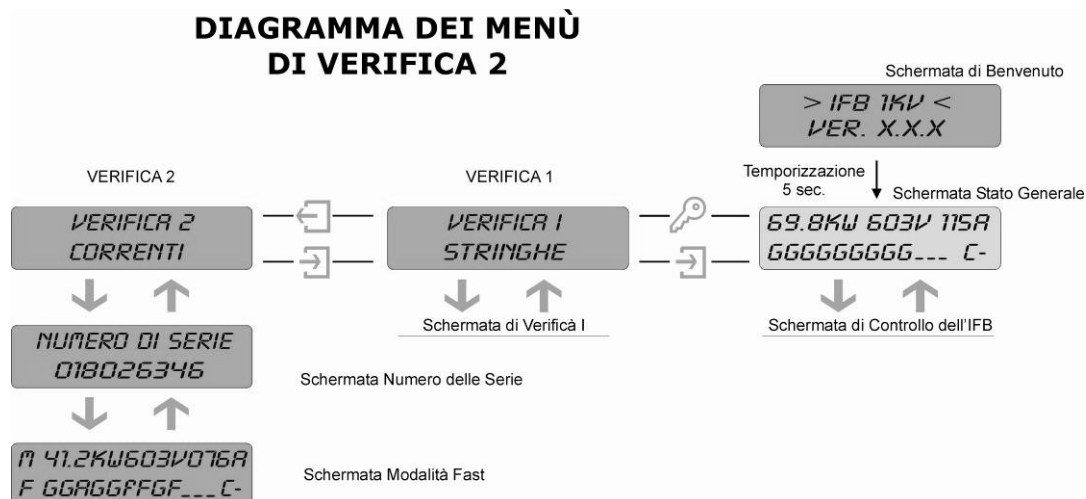 DIAGRAMMA DEI MENÙ
DI VERIFICA 2
Schermata di Benvenuto
> IFB 1KV <
VER. X.X.X
Temporizzazione
5 sec.
Schermata Stato Generale
VERIFICA 2
VERIFICA 1
VERIFICA 2
CORRENTI
VERIFICA 1
STRINGHE
69.8KW 603V 115A
GGGGGGGGG___ C-
Schermata di Verificà I
Schermata di Controllo dell'IFB
NUMERO DI SERIE
018026346
Schermata Numero delle Serie
M 41.2KW603V076A
F GGAGGfFGF___C-
Schermata Modalità Fast